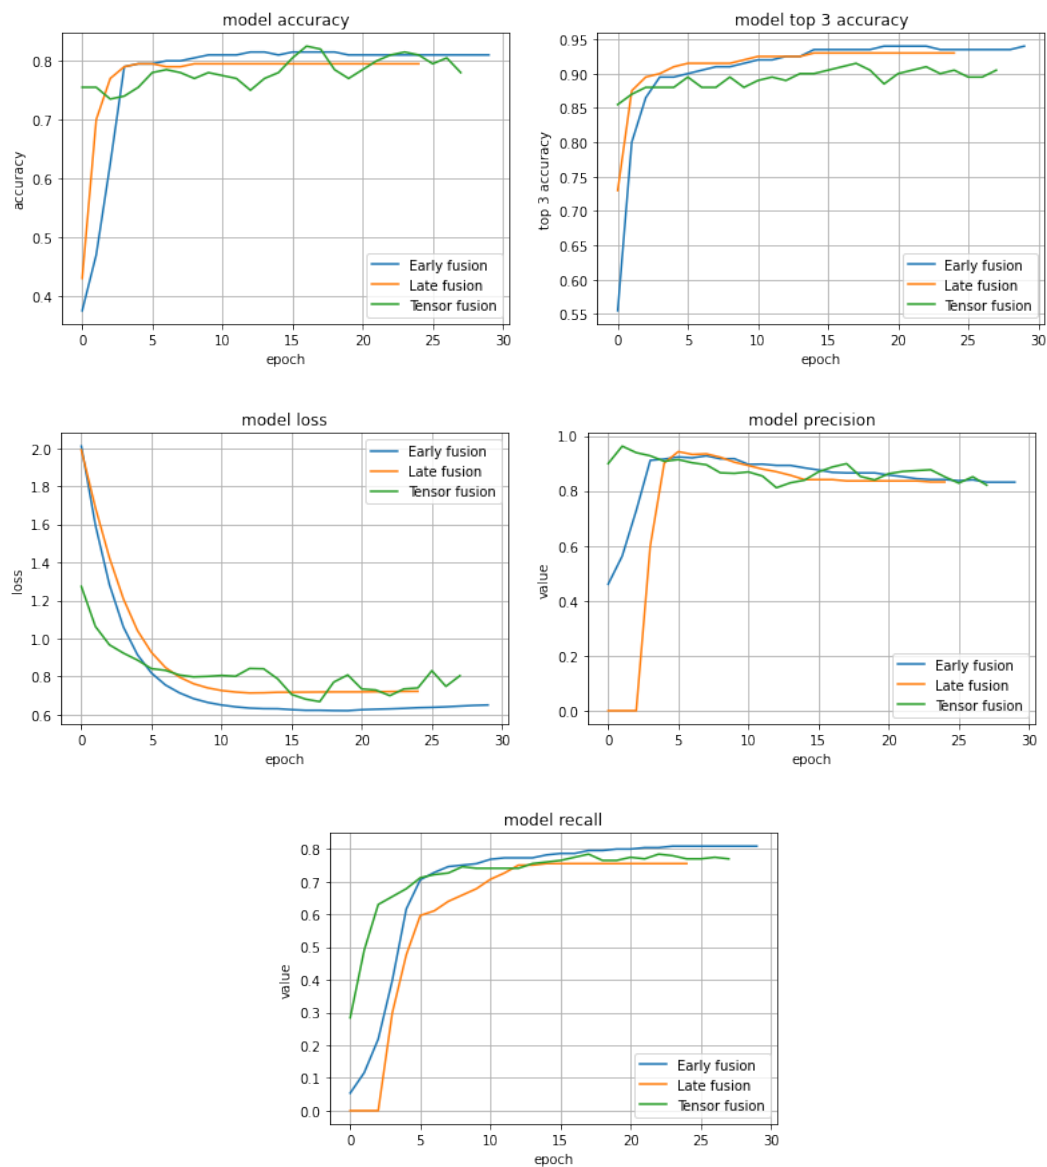 model accuracy
accuracy
0.8
0.7
0.6
0.5
0.4
0 5 10 15 20 25 30
epoch
Early fusion
Late fusion
Tensor fusion
model top 3 accuracy
top 3 accuracy
0.95
0.90
0.85
0.80
0.75
0.70
0.65
0.60
0.55
0 5 10 15 20 25 30
epoch
Early fusion
Late fusion
Tensor fusion
model loss
loss
2.0
1.8
1.6
1.4
1.2
1.0
0.8
0.6
0 5 10 15 20 25 30
epoch
Early fusion
Late fusion
Tensor fusion
model precision
value
1.0
0.8
0.6
0.4
0.2
0.0
0 5 10 15 20 25 30
epoch
Early fusion
Late fusion
Tensor fusion
model recall
value
0.8
0.7
0.6
0.5
0.4
0.3
0.2
0.1
0.0
0 5 10 15 20 25 30
epoch
Early fusion
Late fusion
Tensor fusion